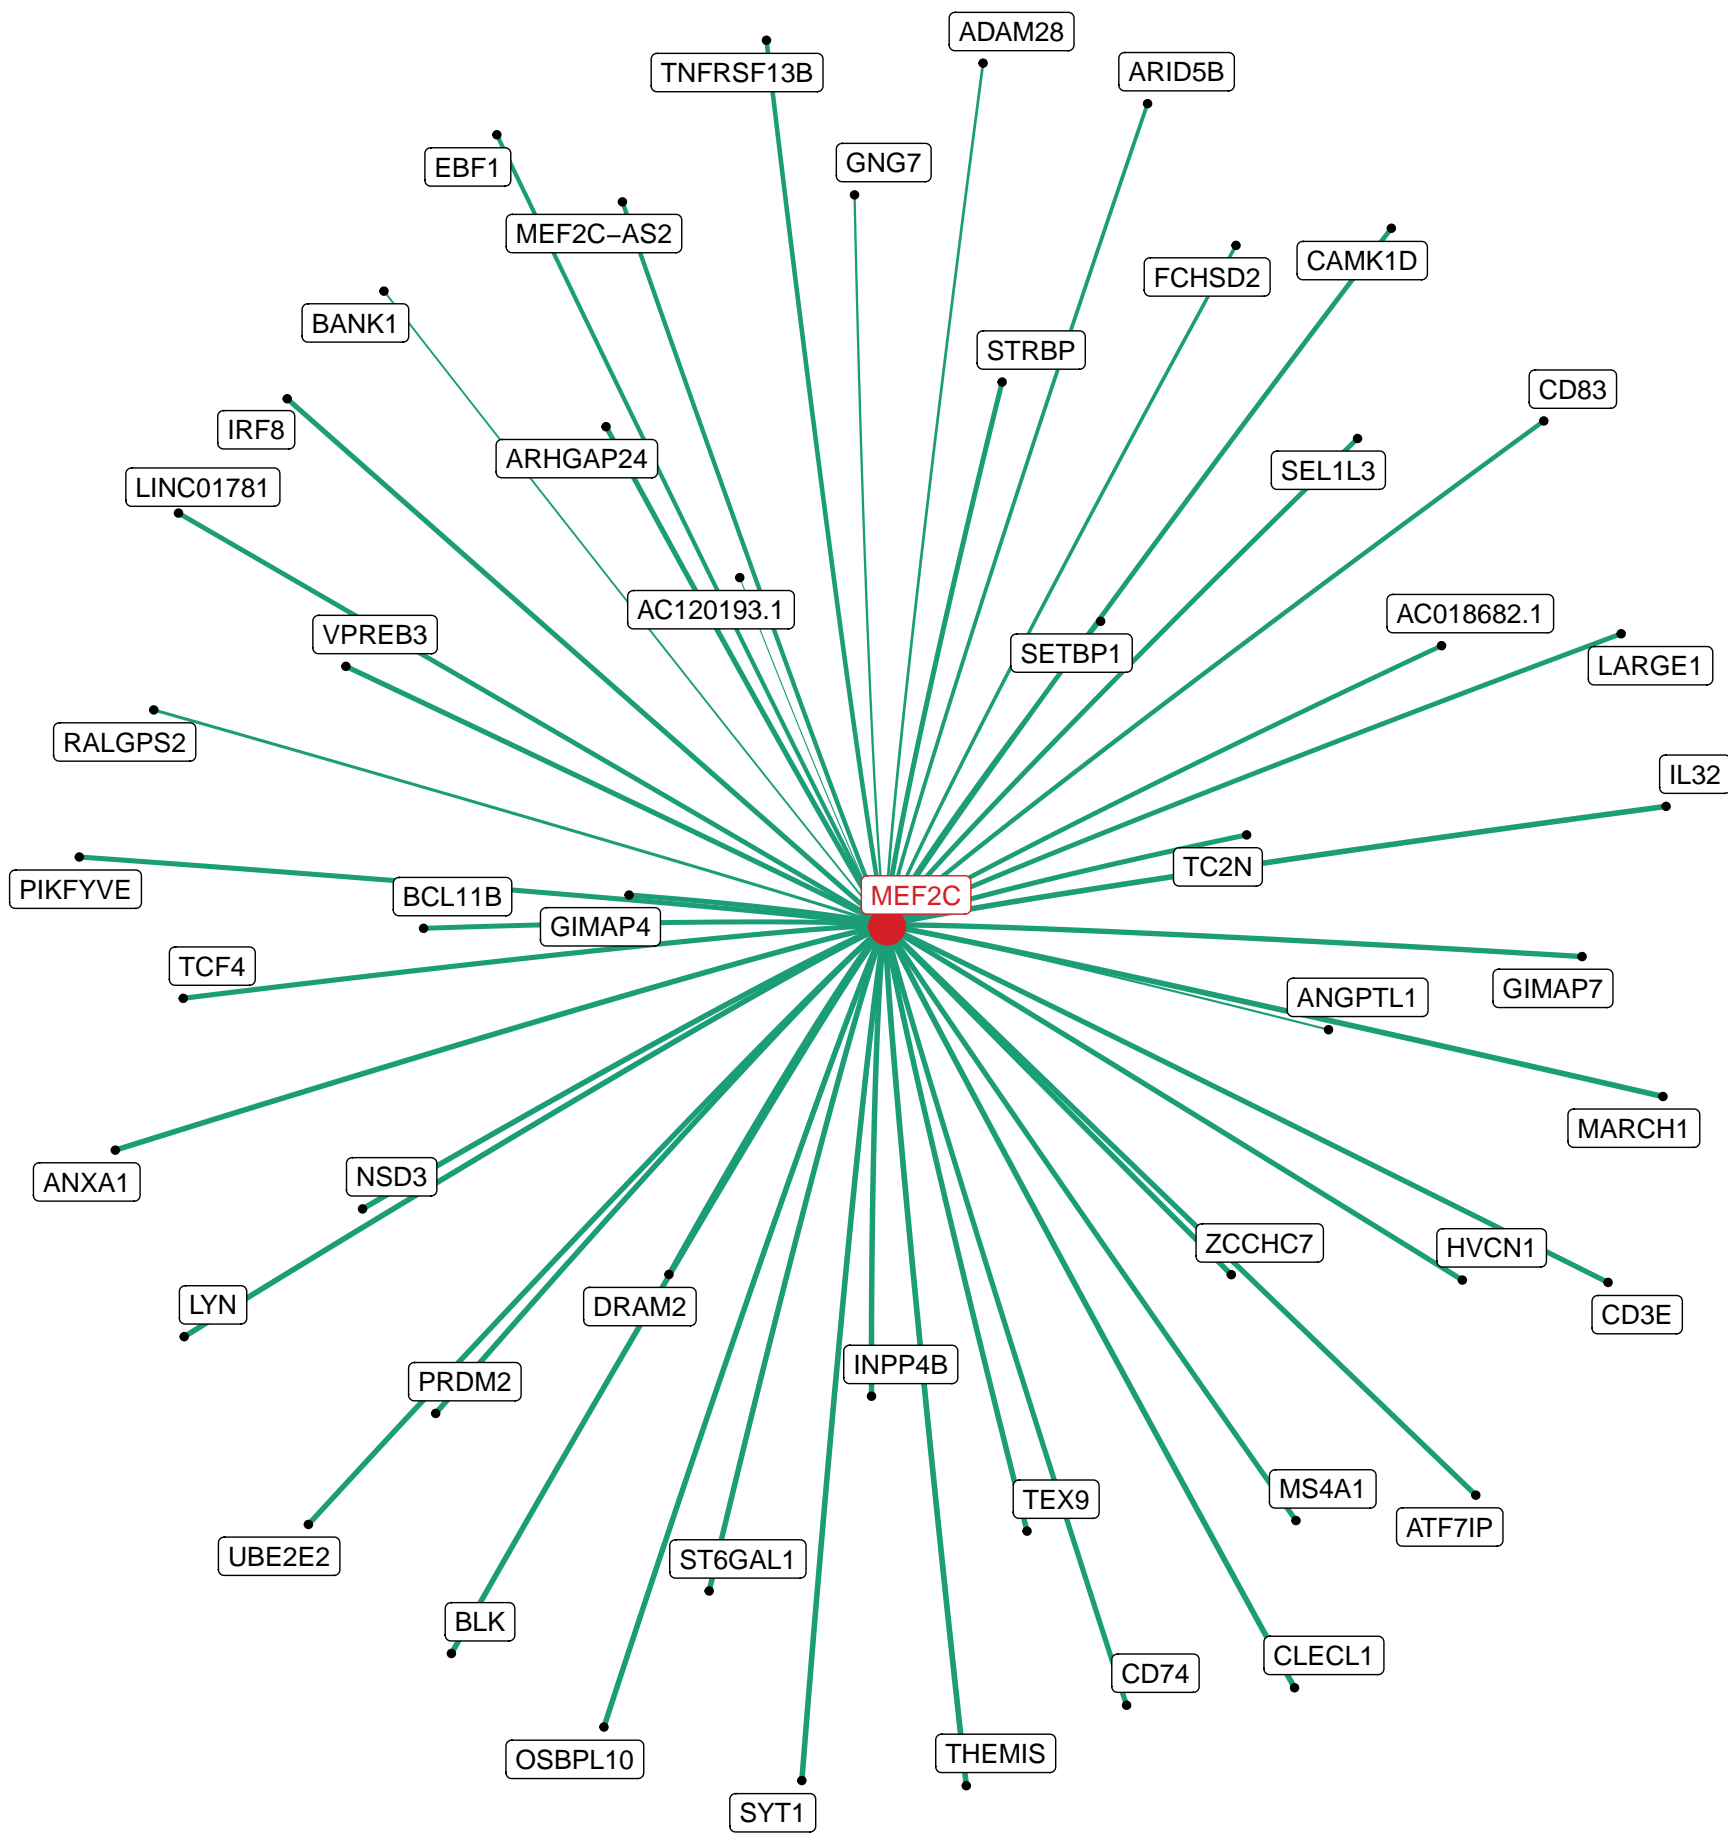 ADAM28
TNFRSF13B
ARID5B
GNG7
EBF1
MEF2C−AS2
CAMK1D
FCHSD2
BANK1
STRBP
CD83
IRF8
ARHGAP24
SEL1L3
LINC01781
AC120193.1
AC018682.1
VPREB3
SETBP1
LARGE1
RALGPS2
IL32
TC2N
PIKFYVE
BCL11B
MEF2C
GIMAP4
TCF4
GIMAP7
ANGPTL1
MARCH1
NSD3
ANXA1
ZCCHC7
HVCN1
LYN
DRAM2
CD3E
INPP4B
PRDM2
MS4A1
TEX9
ATF7IP
UBE2E2
ST6GAL1
BLK
CLECL1
CD74
THEMIS
OSBPL10
SYT1